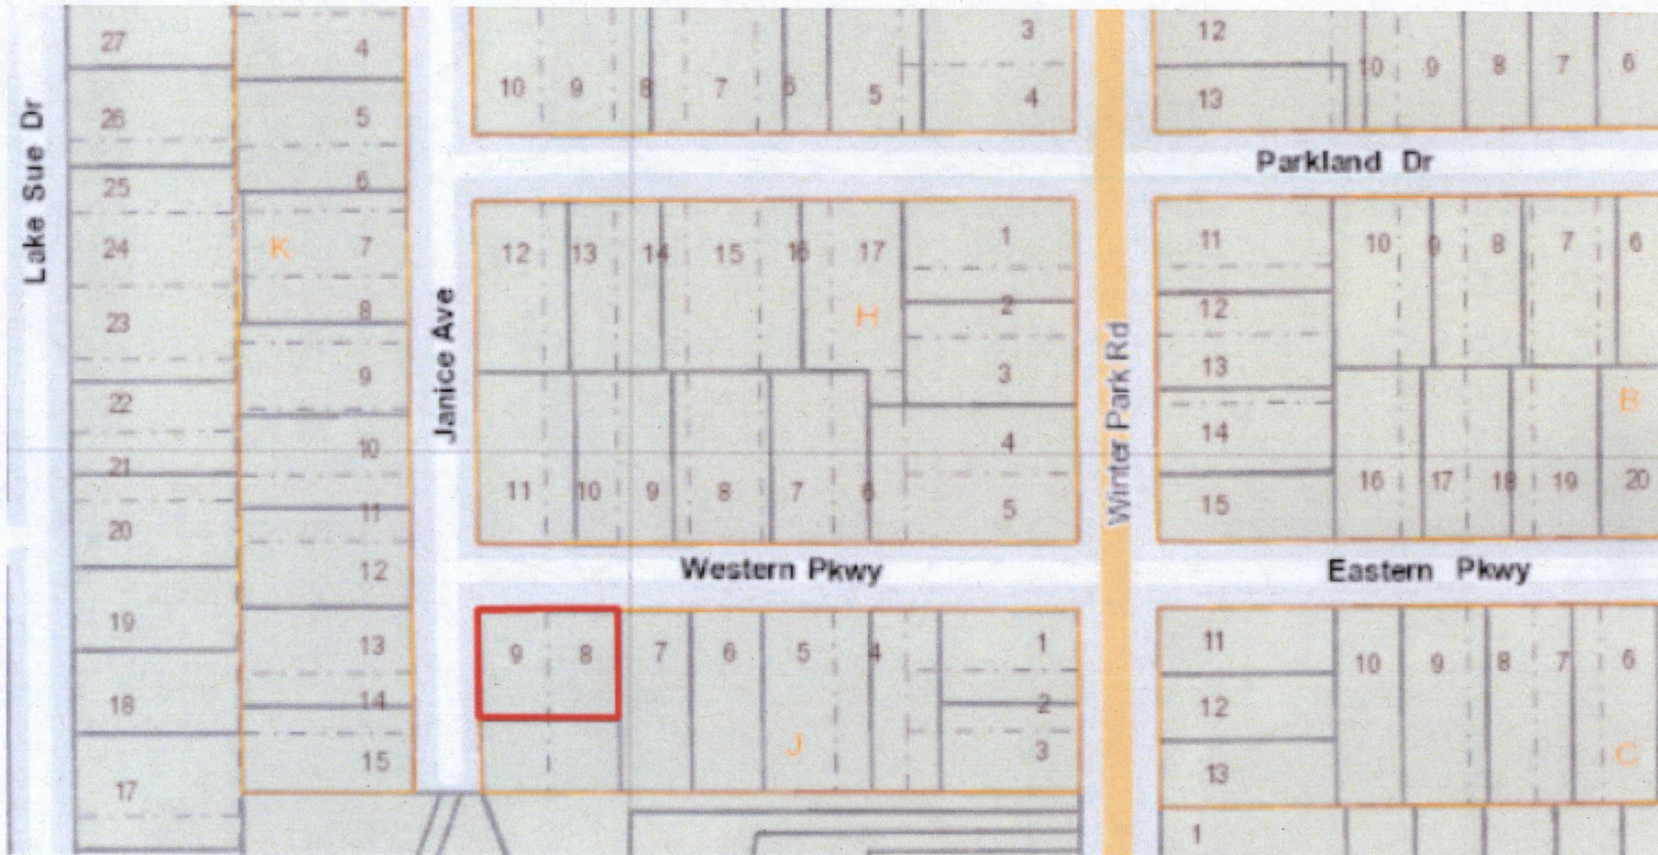 Lake Sue Dr
27
26
25
24
23
22
21
20
19
18
17
K
4
5
6
7
8
9
10
11
12
13
14
15
Janice Ave
10 9 8 7 6 5
3
4
12 13 14 15 16 17
H
1
2
3
4
5
11 10 9 8 7 6
Western Pkwy
9 8 7 6 5 4
J
1
2
3
Winter Park Rd
12
13
10 9 8 7 6
Parkland Dr
11
12
13
14
15
10 9 8 7 6
B
16 17 18 19 20
Eastern Pkwy
11
12
13
10 9 8 7 6
C
1